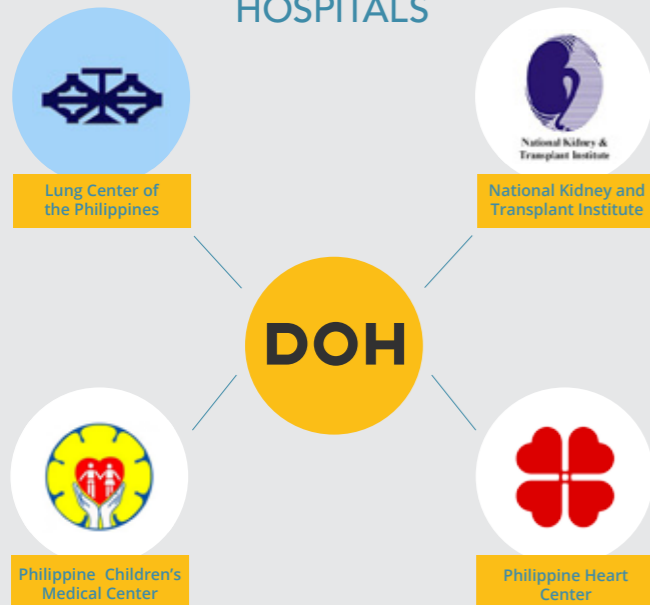 HOSPITALS
National Kidney &
Transplant Institute
Lung Center of
the Philippines
National Kidney and
Transplant Institute
DOH
Philippine Children's
Medical Center
Philippine Heart
Center